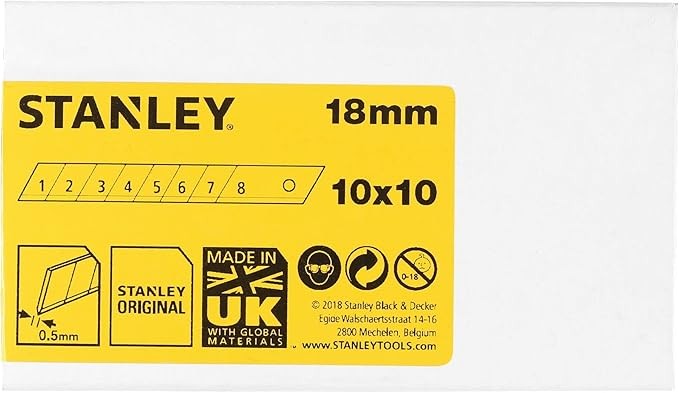 STANLEY®
18mm
1 2 3 4 5 6 7 8
10x10
0.5mm
STANLEY
ORIGINAL
MADE IN
UK
WITH GLOBAL
MATERIALS
™
0-18
© 2018 Stanley Black & Decker
Egide Walschaertsstraat 14-16
2800 Mechelen, Belgium
www.STANLEYTOOLS.com